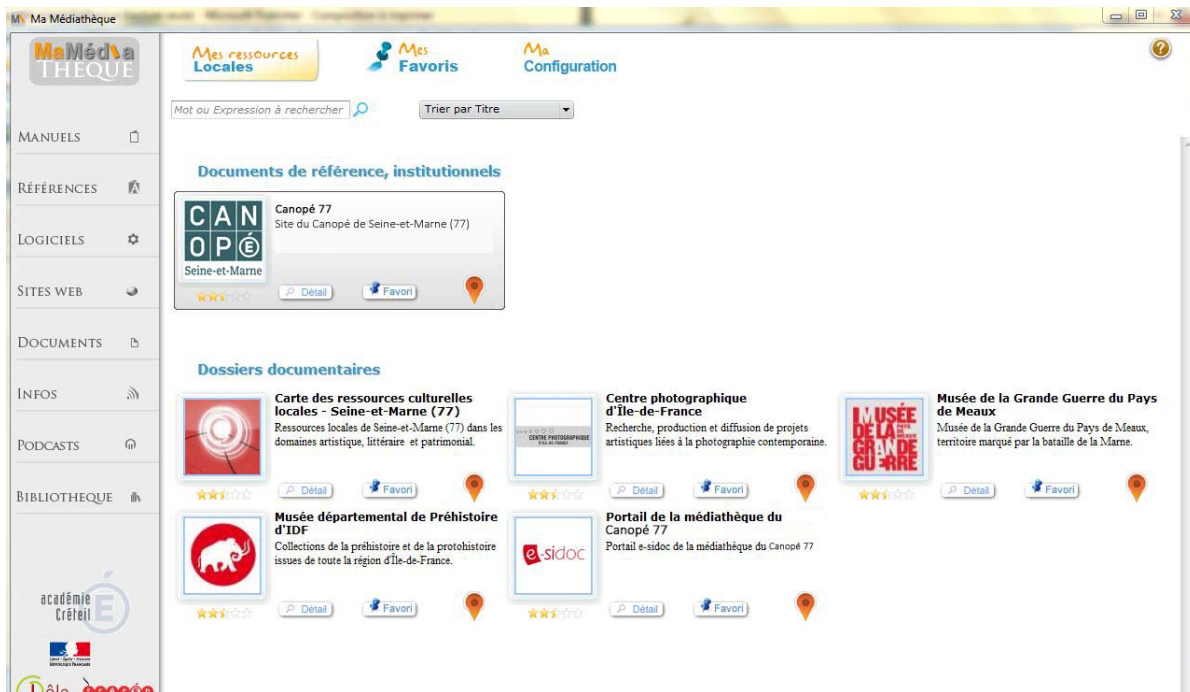 Ma Médiathèque
MaMédia
THEQUE
Mes ressources
Locales
Mes
Favoris
Ma
Configuration
?
Mot ou Expression à rechercher
Trier par Titre
MANUELS
RÉFÉRENCES
LOGICIELS
SITES WEB
DOCUMENTS
INFOS
PODCASTS
BIBLIOTHEQUE
académie
Créteil
Documents de référence, institutionnels
CAN
OPÉ
Seine-et-Marne
Canopé 77
Site du Canopé de Seine-et-Marne (77)
Détail
Favori
Dossiers documentaires
Carte des ressources culturelles
locales - Seine-et-Marne (77)
Ressources locales de Seine-et-Marne (77) dans les
domaines artistique, littéraire et patrimonial.
Détail
Favori
CENTRE PHOTOGRAPHIQUE
Centre photographique
d'Île-de-France
Recherche, production et diffusion de projets
artistiques liées à la photographie contemporaine.
Détail
Favori
MUSÉE
DE LA
PAYS
DE MEAUX
GRANDE
GUERRE
Musée de la Grande Guerre du Pays
de Meaux
Musée de la Grande Guerre du Pays de Meaux,
territoire marqué par la bataille de la Marne.
Détail
Favori
Musée départemental de Préhistoire
d'IDF
Collections de la préhistoire et de la protohistoire
issues de toute la région d'Île-de-France.
Détail
Favori
e-sidoc
Portail de la médiathèque du
Canopé 77
Portail e-sidoc de la médiathèque du Canopé 77
Détail
Favori